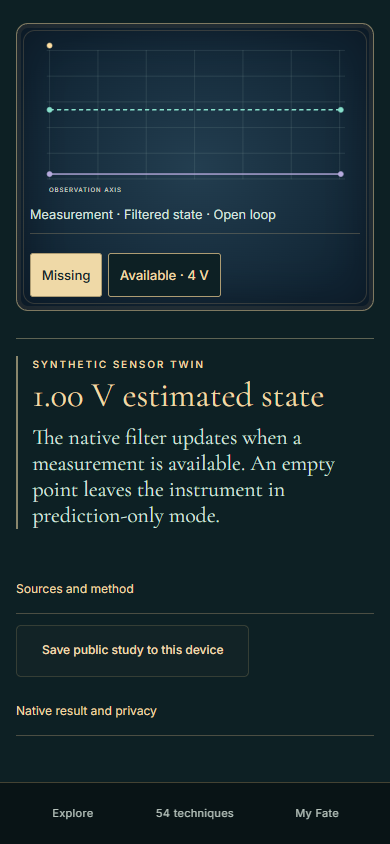 OBSERVATION AXIS
Measurement · Filtered state · Open loop
Missing
Available · 4 V
SYNTHETIC SENSOR TWIN
1.00 V estimated state
The native filter updates when a
measurement is available. An empty
point leaves the instrument in
prediction-only mode.
Sources and method
Save public study to this device
Native result and privacy
Explore
54 techniques
My Fate